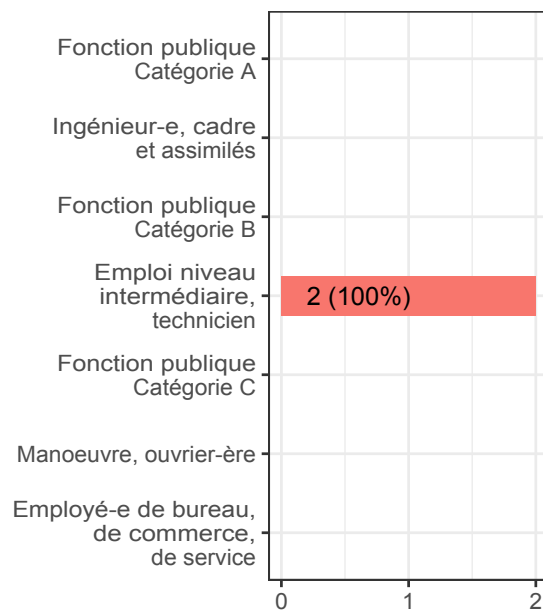 Fonction publique
Catégorie A
Ingénieur-e, cadre
et assimilés
Fonction publique
Catégorie B
Emploi niveau
intermédiaire,
technicien
2 (100%)
Fonction publique
Catégorie C
Manoeuvre, ouvrier-ère
Employé-e de bureau,
de commerce,
de service
0 1 2